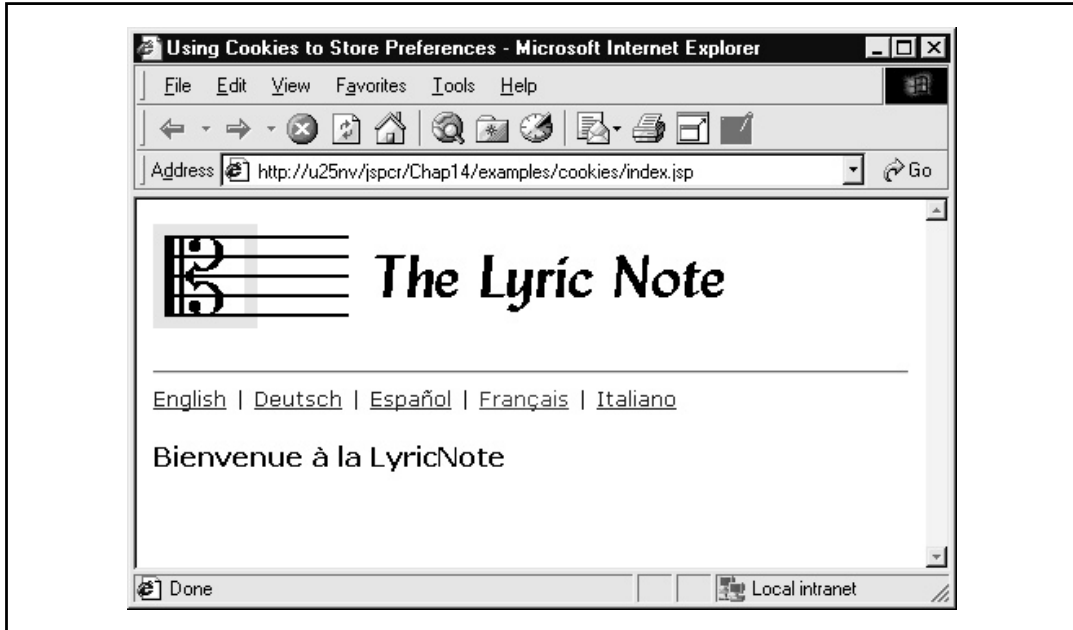 Using Cookies to Store Preferences - Microsoft Internet Explorer
File Edit View Favorites Tools Help
Address http://u25nv/jspcr/Chap14/examples/cookies/index.jsp Go
The Lyric Note
English | Deutsch | Español | Français | Italiano
Bienvenue à la LyricNote
Done Local intranet